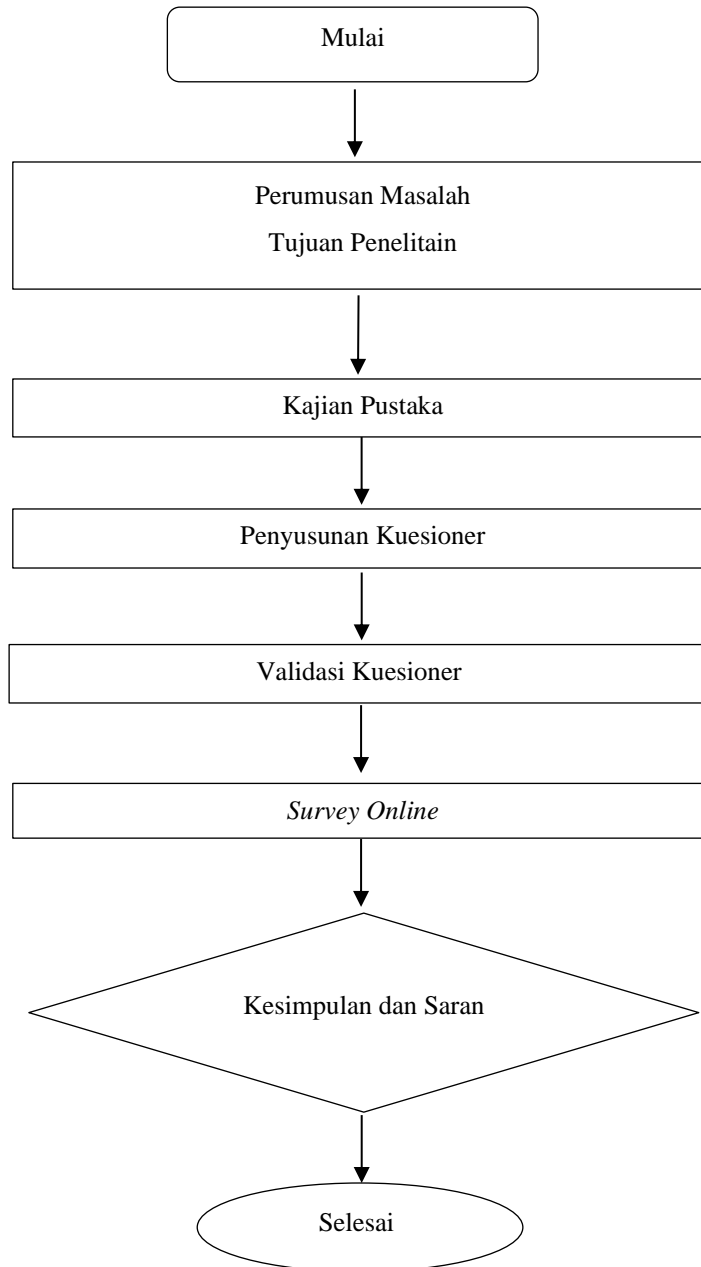 Mulai
Perumusan Masalah
Tujuan Penelitain
Kajian Pustaka
Penyusunan Kuesioner
Validasi Kuesioner
Survey Online
Kesimpulan dan Saran
Selesai